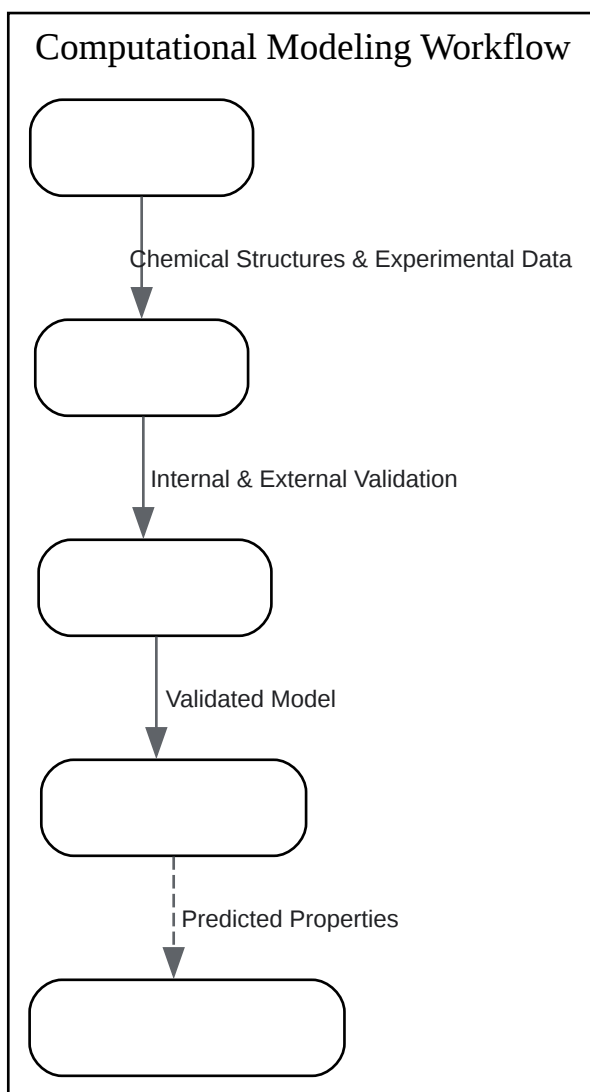 Computational Modeling Workflow
Chemical Structures & Experimental Data
Internal & External Validation
Validated Model
Predicted Properties